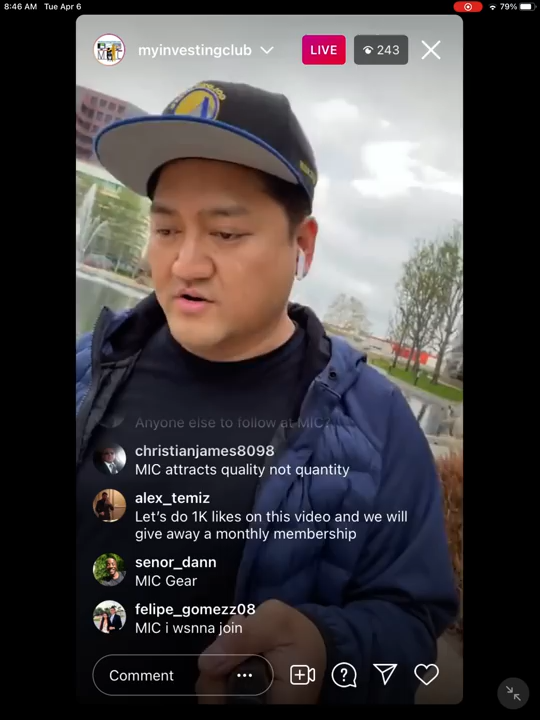 8:46 AM Tue Apr 6
79%
myinvestingclub
LIVE
243
Anyone else to follow at MIC?
christianjames8098
MIC attracts quality not quantity
alex_temiz
Let's do 1K likes on this video and we will
give away a monthly membership
senor_dann
MIC Gear
felipe_gomezz08
MIC i wsnna join
Comment